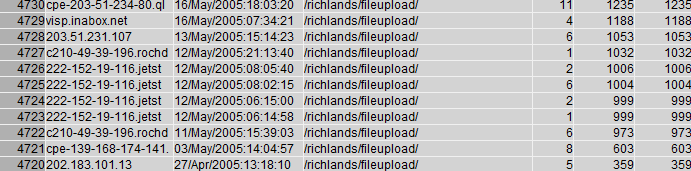 4730 cpe-203-51-234-80.ql 16/May/2005:18:03:20 /richlands/fileupload/ 11 1235 1235
4729 visp.inabox.net 16/May/2005:07:34:21 /richlands/fileupload/ 4 1188 1188
4728 203.51.231.107 13/May/2005:15:14:23 /richlands/fileupload/ 6 1053 1053
4727 c210-49-39-196.rochd 12/May/2005:21:13:40 /richlands/fileupload/ 1 1032 1032
4726 222-152-19-116.jetst 12/May/2005:08:05:40 /richlands/fileupload/ 2 1006 1006
4725 222-152-19-116.jetst 12/May/2005:08:02:15 /richlands/fileupload/ 6 1004 1004
4724 222-152-19-116.jetst 12/May/2005:06:15:00 /richlands/fileupload/ 2 999 999
4723 222-152-19-116.jetst 12/May/2005:06:14:58 /richlands/fileupload/ 1 999 999
4722 c210-49-39-196.rochd 11/May/2005:15:39:03 /richlands/fileupload/ 6 973 973
4721 cpe-139-168-174-141. 03/May/2005:14:04:57 /richlands/fileupload/ 8 603 603
4720 202.183.101.13 27/Apr/2005:13:18:10 /richlands/fileupload/ 5 359 359